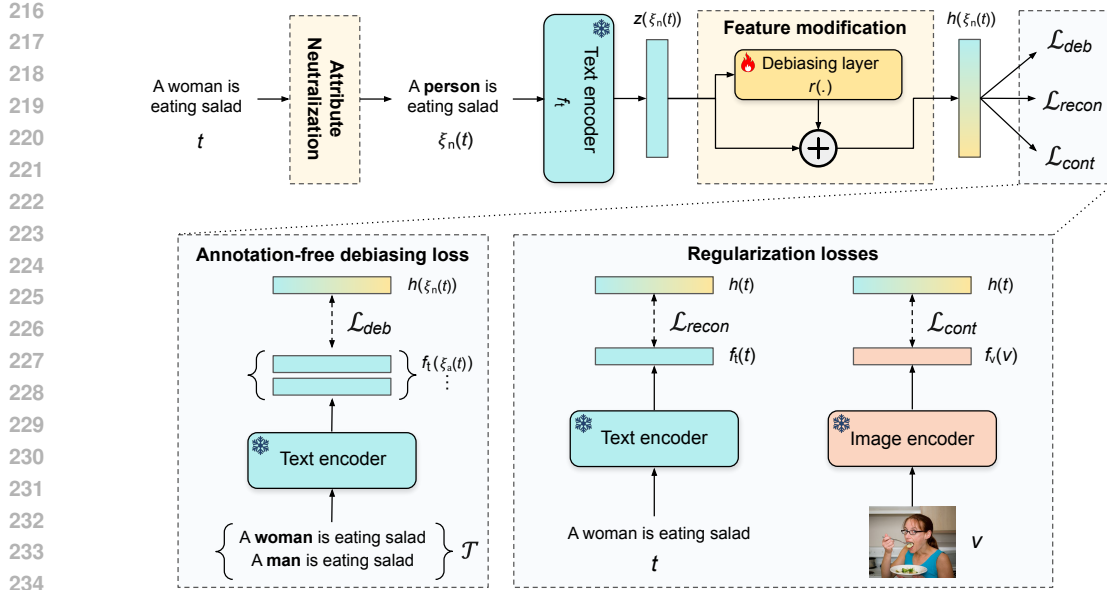 216
217
218
219
220
221
222
223
224
225
226
227
228
229
230
231
232
233
234
A woman is
eating salad
t
Attribute
Neutralization
A person is
eating salad
ξn(t)
Text encoder
ft
z(ξn(t))
Feature modification
Debiasing layer
r(.)
+
h(ξn(t))
ℒdeb
ℒrecon
ℒcont
Annotation-free debiasing loss
h(ξn(t))
ℒdeb
ft(ξa(t))
⋮
Text encoder
A woman is eating salad
A man is eating salad
𝒯
Regularization losses
h(t)
ℒrecon
ft(t)
Text encoder
A woman is eating salad
t
h(t)
ℒcont
fv(v)
Image encoder
v